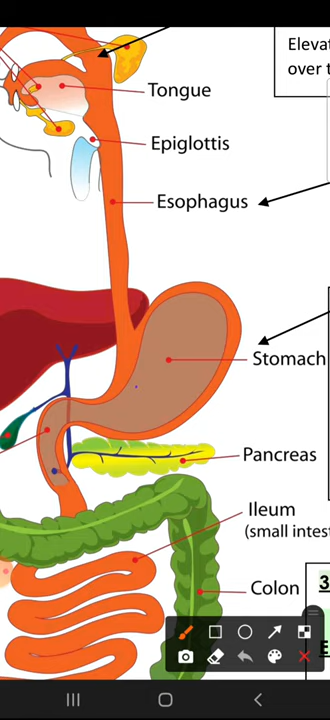 Elevat
over t
Tongue
Epiglottis
Esophagus
Stomach
Pancreas
Ileum
(small intest
Colon
3
E